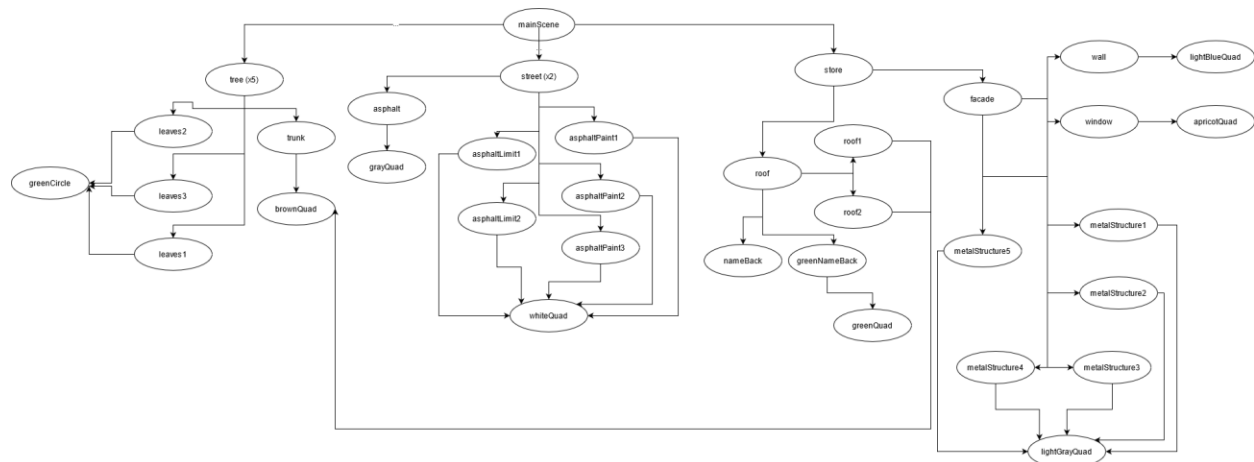 mainScene
...
...
tree (x5)
street (x2)
store
wall
lightBlueQuad
facade
asphalt
window
apricotQuad
leaves2
trunk
asphaltPaint1
roof1
asphaltLimit1
grayQuad
roof
greenCircle
leaves3
asphaltPaint2
brownQuad
roof2
asphaltLimit2
metalStructure1
asphaltPaint3
metalStructure5
leaves1
nameBack
greenNameBack
metalStructure2
whiteQuad
greenQuad
metalStructure4
metalStructure3
lightGrayQuad